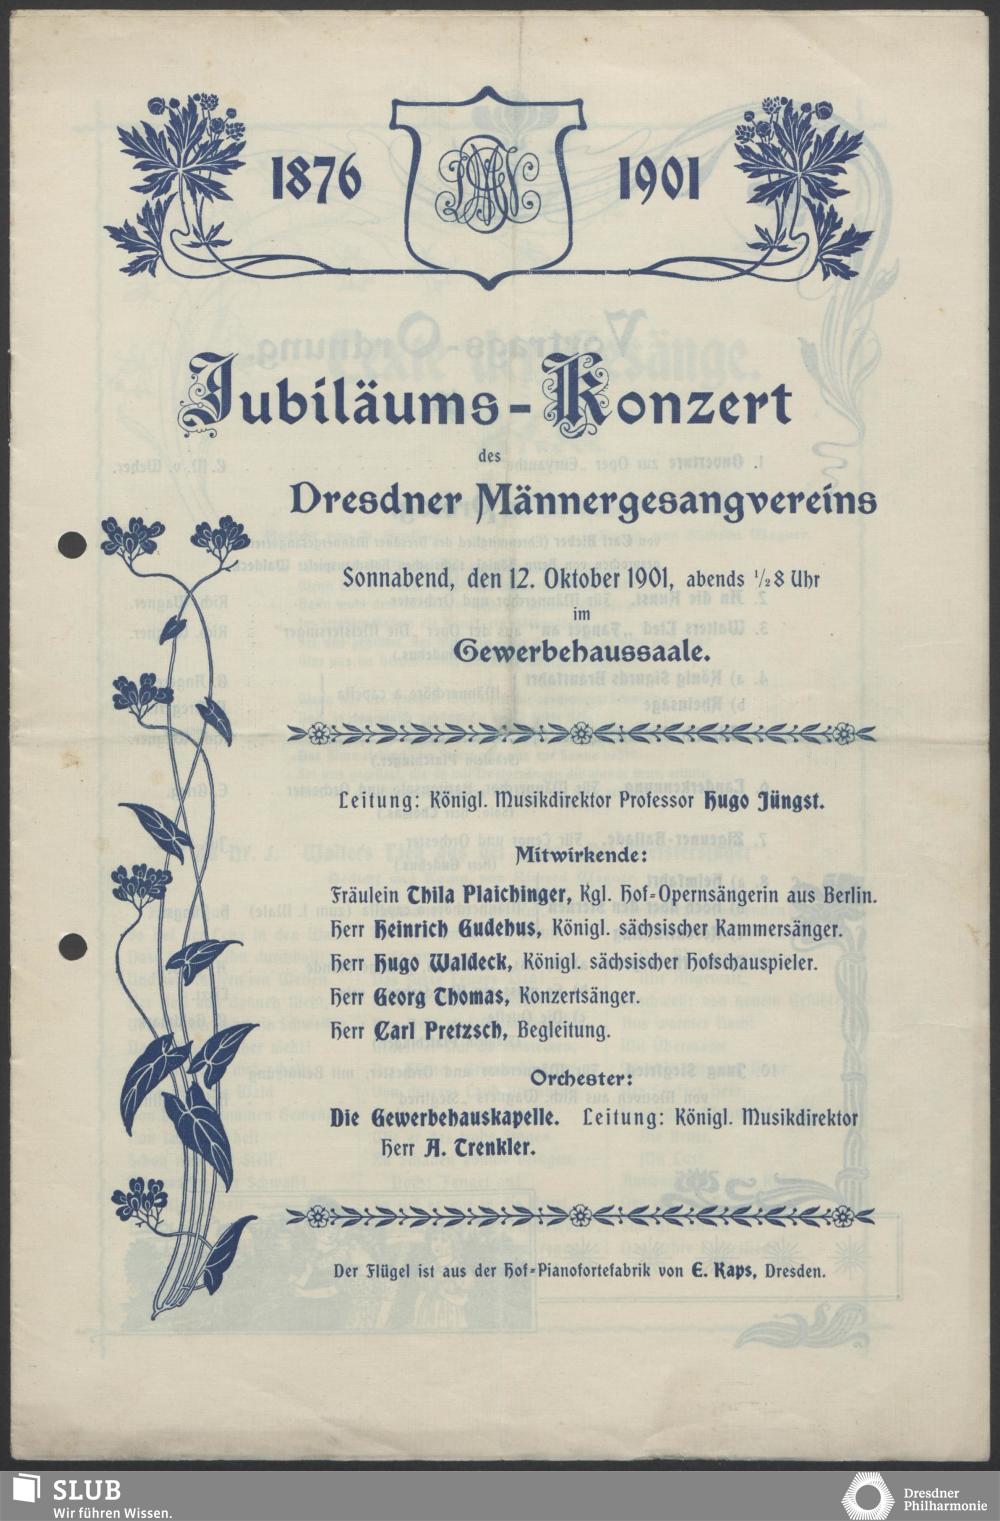 1876 1901
Jubiläums-Konzert
des
Dresdner Männergesangvereins
Sonnabend, den 12. Oktober 1901, abends 1/2 8 Uhr
im
Gewerbehaussaale.
Leitung: Königl. Musikdirektor Professor Hugo Jüngst.
Mitwirkende:
Fräulein Thila Plaichinger, Kgl. Hof-Opernsängerin aus Berlin.
Herr Heinrich Gudehus, Königl. sächsischer Kammersänger.
Herr Hugo Waldeck, Königl. sächsischer Hofschauspieler.
Herr Georg Thomas, Konzertsänger.
Herr Carl Pretzsch, Begleitung.
Orchester:
Die Gewerbehauskapelle. Leitung: Königl. Musikdirektor
Herr A. Trenkler.
Der Flügel ist aus der Hof-Pianofortefabrik von E. Kaps, Dresden.
SLUB
Wir führen Wissen.
Dresdner
Philharmonie